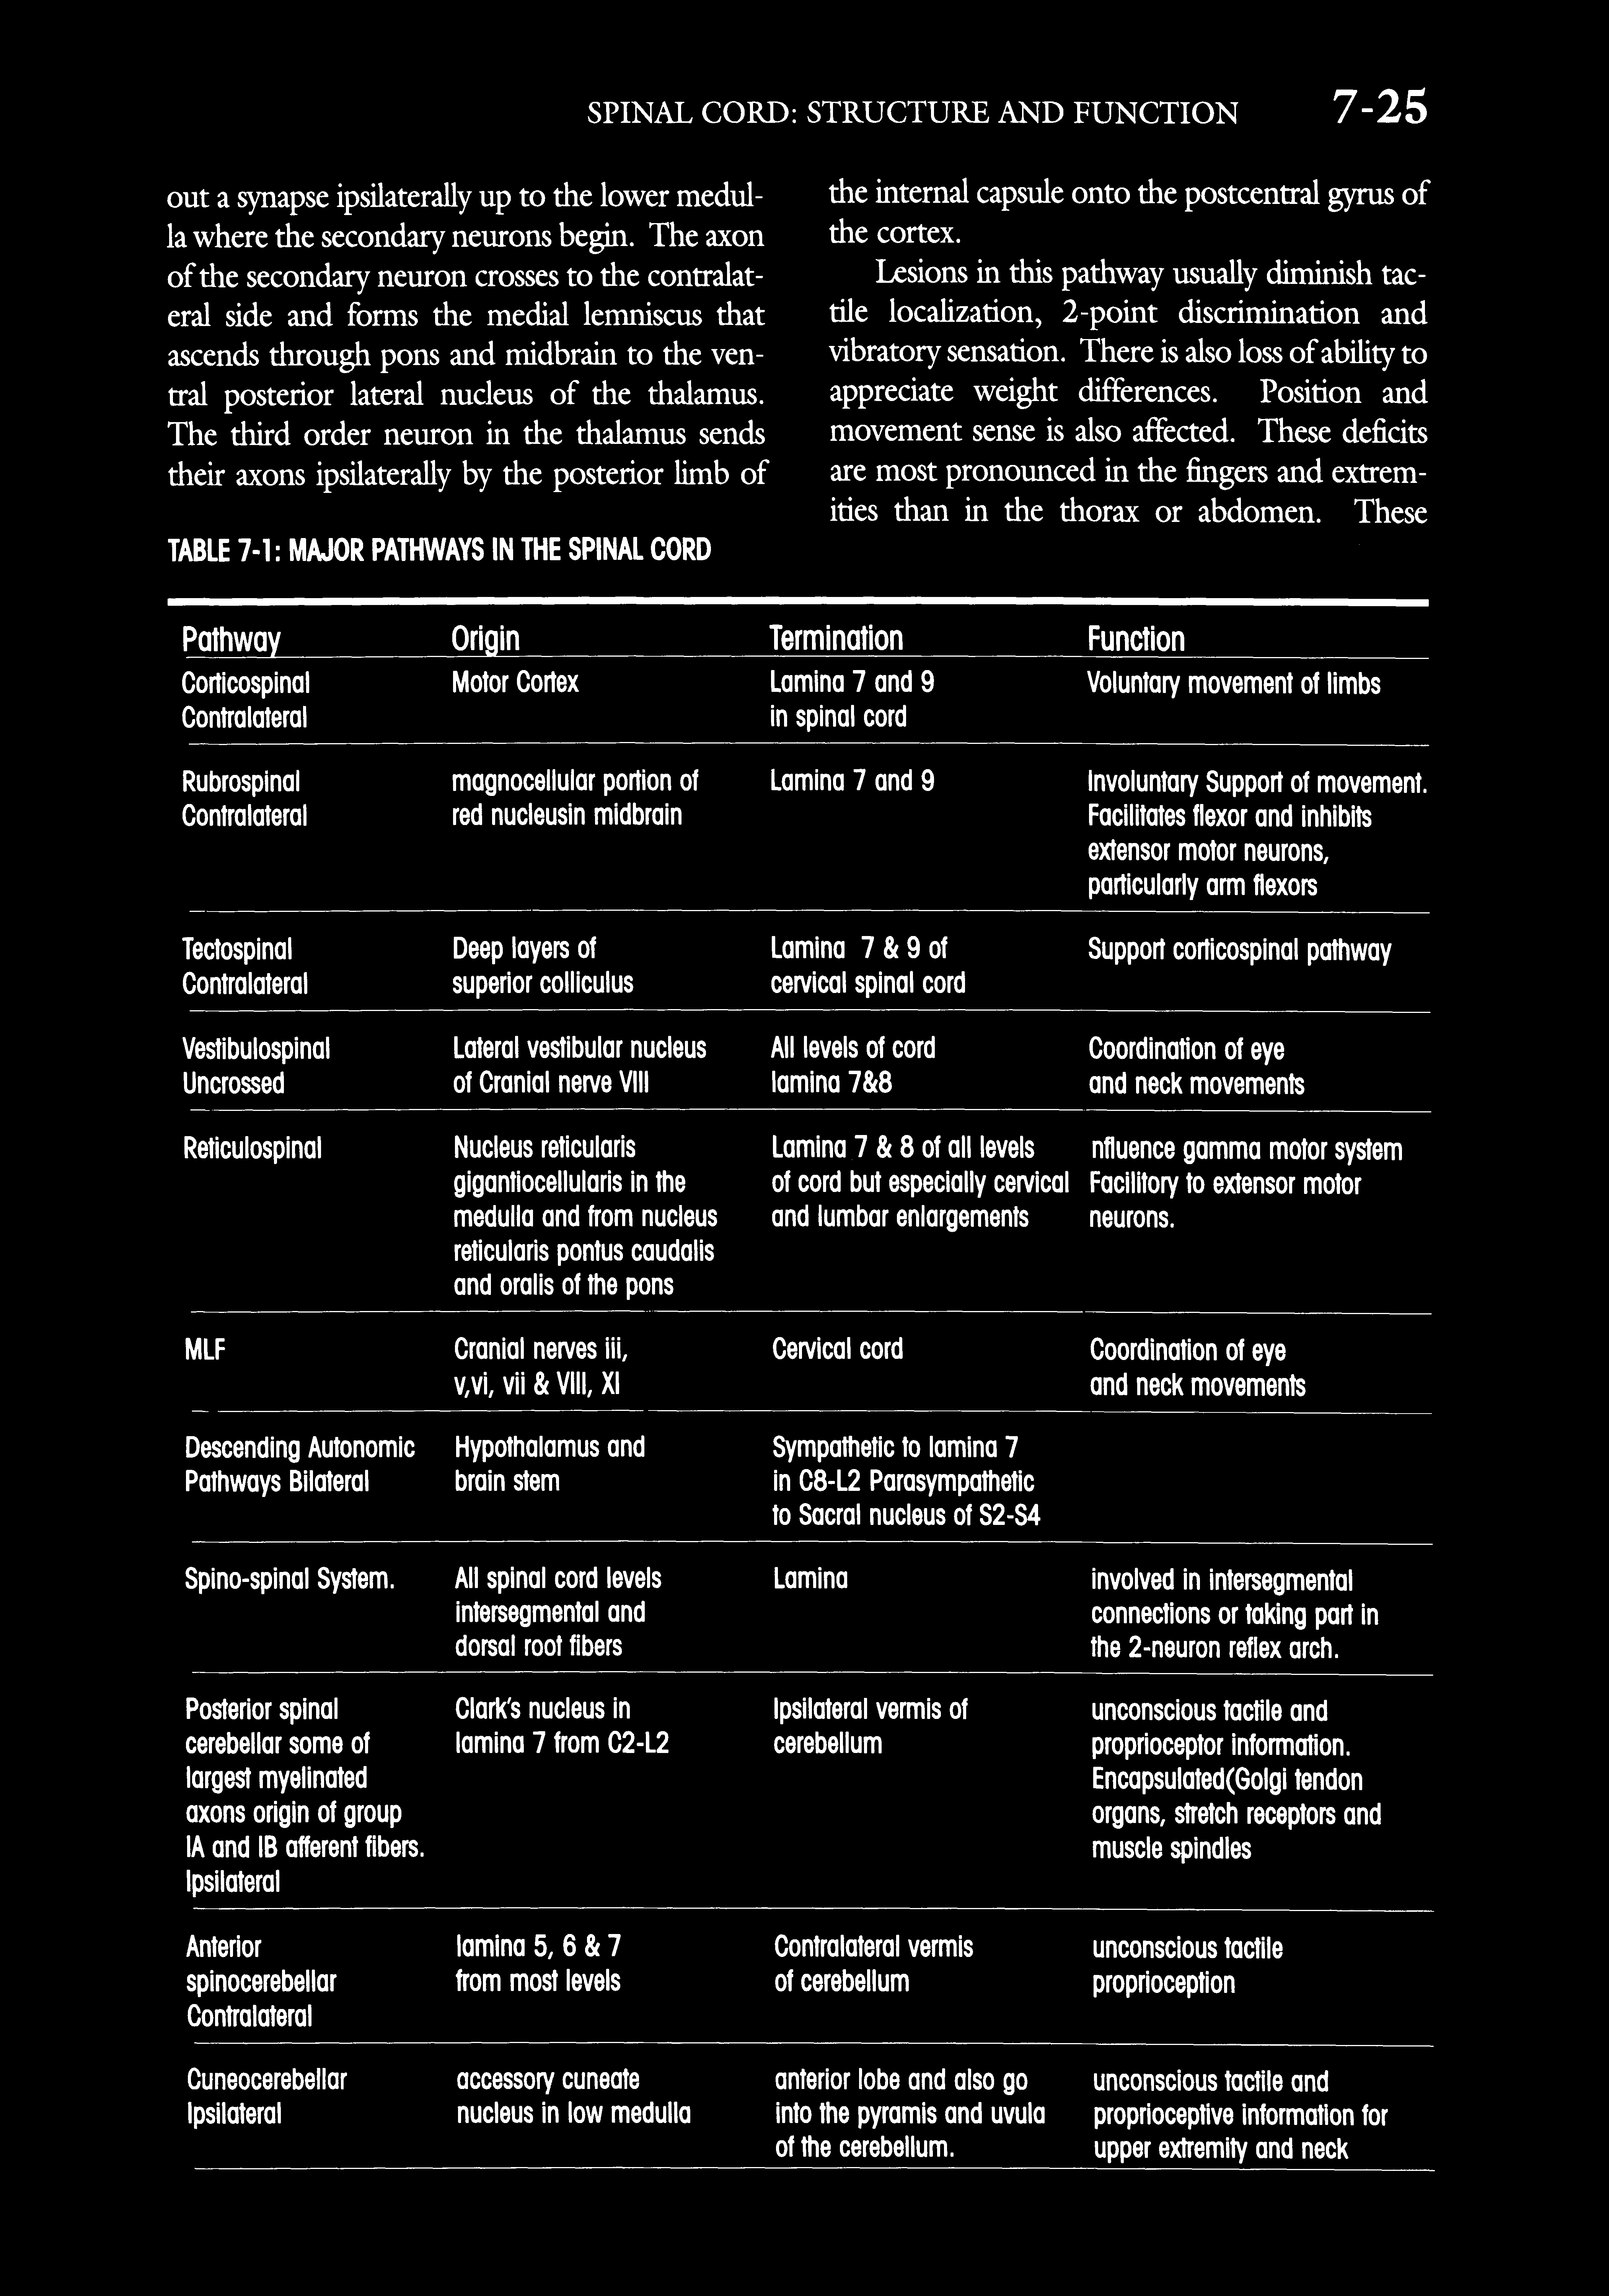 SPINAL CORD: STRUCTURE AND FUNCTION 7-25
out a synapse ipsilaterally up to the lower medul-
la where the secondary neurons begin. The axon
of the secondary neuron crosses to the contralat-
eral side and forms the medial lemniscus that
ascends through pons and midbrain to the ven-
tral posterior lateral nucleus of the thalamus.
The third order neuron in the thalamus sends
their axons ipsilaterally by the posterior limb of
the internal capsule onto the postcentral gyrus of
the cortex.
Lesions in this pathway usually diminish tac-
tile localization, 2-point discrimination and
vibratory sensation. There is also loss of ability to
appreciate weight differences. Position and
movement sense is also affected. These deficits
are most pronounced in the fingers and extrem-
ities than in the thorax or abdomen. These
TABLE 7-1: MAJOR PATHWAYS IN THE SPINAL CORD
Pathway Origin Termination Function
Corticospinal Motor Cortex Lamina 7 and 9 Voluntary movement of limbs
Contralateral in spinal cord
Rubrospinal magnocellular portion of Lamina 7 and 9 Involuntary Support of movement.
Contralateral red nucleusin midbrain Facilitates flexor and inhibits
extensor motor neurons,
particularly arm flexors
Tectospinal Deep layers of Lamina 7 & 9 of Support corticospinal pathway
Contralateral superior colliculus cervical spinal cord
Vestibulospinal Lateral vestibular nucleus All levels of cord Coordination of eye
Uncrossed of Cranial nerve VIII lamina 7&8 and neck movements
Reticulospinal Nucleus reticularis Lamina 7 & 8 of all levels nfluence gamma motor system
gigantiocellularis in the of cord but especially cervical Facilitory to extensor motor
medulla and from nucleus and lumbar enlargements neurons.
reticularis pontus caudalis
and oralis of the pons
MLF Cranial nerves iii, Cervical cord Coordination of eye
v,vi, vii & VIII, XI and neck movements
Descending Autonomic Hypothalamus and Sympathetic to lamina 7
Pathways Bilateral brain stem in C8-L2 Parasympathetic
to Sacral nucleus of S2-S4
Spino-spinal System. All spinal cord levels Lamina involved in intersegmental
intersegmental and connections or taking part in
dorsal root fibers the 2-neuron reflex arch.
Posterior spinal Clark's nucleus in Ipsilateral vermis of unconscious tactile and
cerebellar some of lamina 7 from C2-L2 cerebellum proprioceptor information.
largest myelinated Encapsulated(Golgi tendon
axons origin of group organs, stretch receptors and
IA and IB afferent fibers. muscle spindles
Ipsilateral
Anterior lamina 5, 6 & 7 Contralateral vermis unconscious tactile
spinocerebellar from most levels of cerebellum proprioception
Contralateral
Cuneocerebellar accessory cuneate anterior lobe and also go unconscious tactile and
Ipsilateral nucleus in low medulla into the pyramis and uvula proprioceptive information for
of the cerebellum. upper extremity and neck